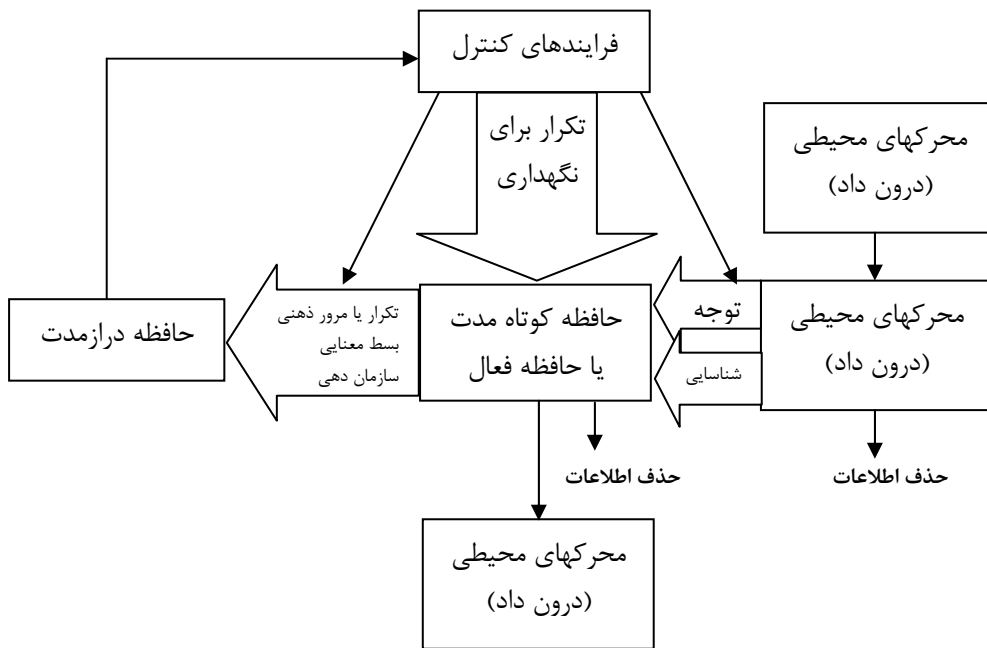 فرایندهای کنترل
تکرار برای
نگهداری
محرکهای محیطی
(درون داد)
محرکهای محیطی
(درون داد)
توجه
شناسایی
حافظه کوتاه مدت
یا حافظه فعال
تکرار یا مرور ذهنی
بسط معنایی
سازمان دهی
حافظه درازمدت
حذف اطلاعات
حذف اطلاعات
محرکهای محیطی
(درون داد)